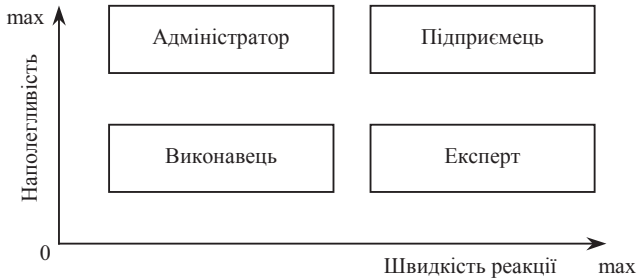 max
Адміністратор
Підприємець
Наполегливість
Виконавець
Експерт
0
Швидкість реакції
max